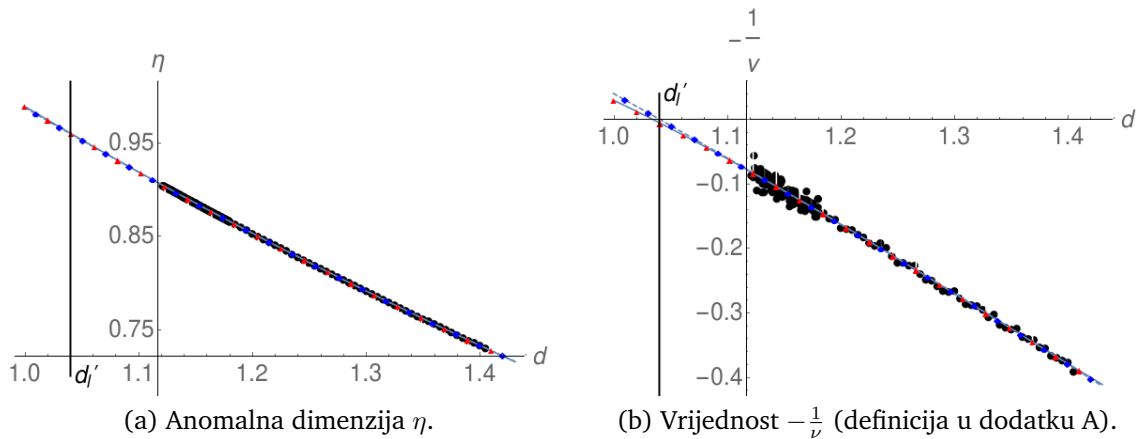 η
d_l′
0.95
0.85
0.75
1.0 1.1 1.2 1.3 1.4 d
d_l′
(a) Anomalna dimenzija η.
−1/ν
d_l′
1.0 1.1 1.2 1.3 1.4 d
−0.1
−0.2
−0.3
−0.4
(b) Vrijednost −1/ν (definicija u dodatku A).